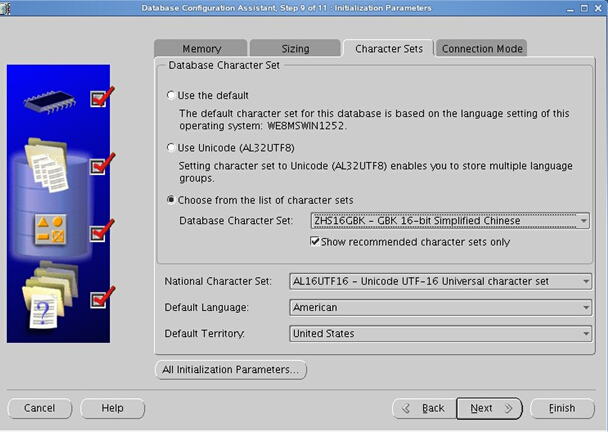 Database Configuration Assistant, Step 9 of 11 : Initialization Parameters
Memory Sizing Character Sets Connection Mode
Database Character Set
Use the default
The default character set for this database is based on the language setting of this
operating system: WE8MSWIN1252.
Use Unicode (AL32UTF8)
Setting character set to Unicode (AL32UTF8) enables you to store multiple language
groups.
Choose from the list of character sets
Database Character Set: ZHS16GBK - GBK 16-bit Simplified Chinese
Show recommended character sets only
National Character Set: AL16UTF16 - Unicode UTF-16 Universal character set
Default Language: American
Default Territory: United States
All Initialization Parameters...
Cancel Help Back Next Finish